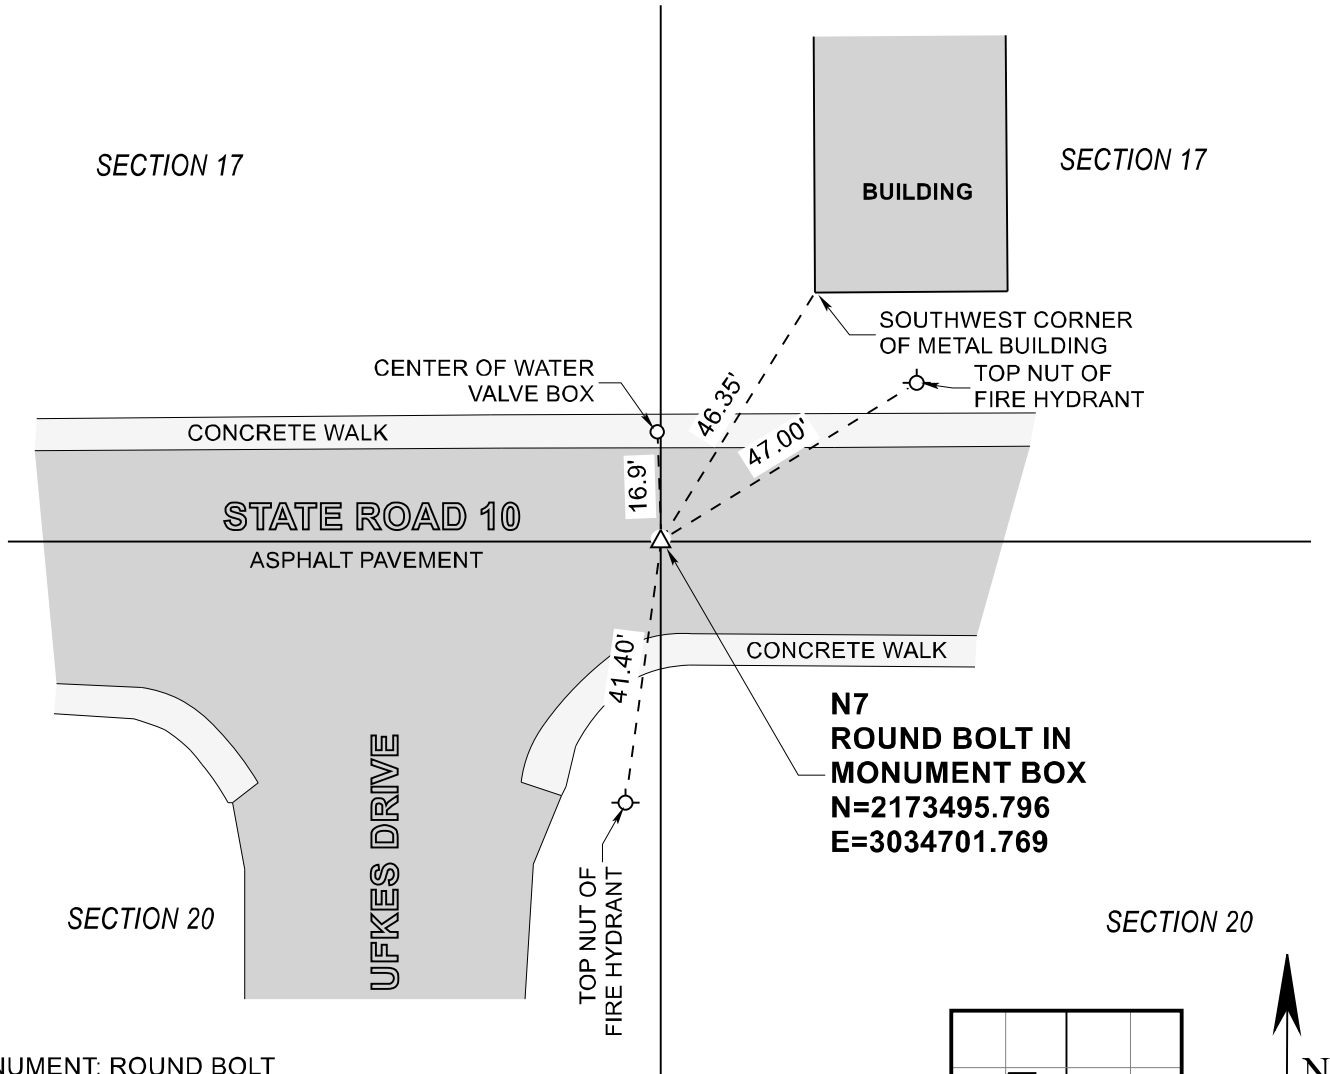 SECTION 17
SECTION 17
BUILDING
SOUTHWEST CORNER
OF METAL BUILDING
TOP NUT OF
FIRE HYDRANT
CENTER OF WATER
VALVE BOX
46.35'
47.00'
CONCRETE WALK
16.9'
STATE ROAD 10
ASPHALT PAVEMENT
41.40'
CONCRETE WALK
N7
ROUND BOLT IN
MONUMENT BOX
N=2173495.796
E=3034701.769
UFKES DRIVE
TOP NUT OF
FIRE HYDRANT
SECTION 20
SECTION 20
NUMENT: ROUND BOLT
N